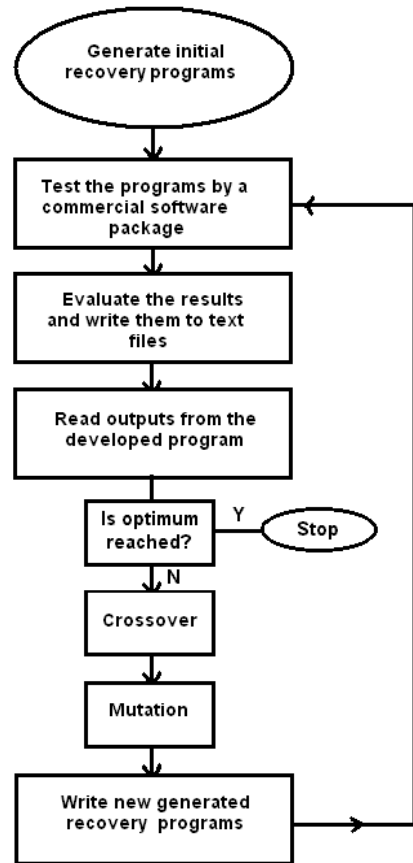 Generate initial
recovery programs
Test the programs by a
commercial software
package
Evaluate the results
and write them to text
files
Read outputs from the
developed program
Is optimum
reached?
Y
Stop
N
Crossover
Mutation
Write new generated
recovery programs